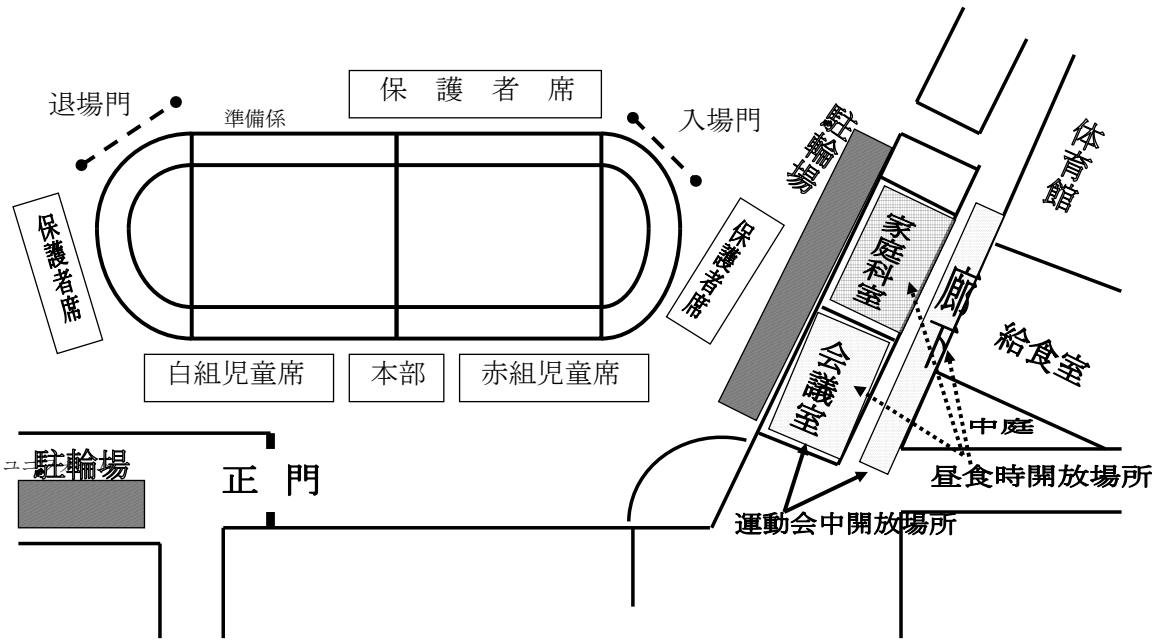 保護者席
退場門
準備係
入場門
駐輪場
体育館
保護者席
保護者席
家庭科室
廊下
給食室
会議室
白組児童席
本部
赤組児童席
中庭
駐輪場
正門
昼食時開放場所
運動会中開放場所